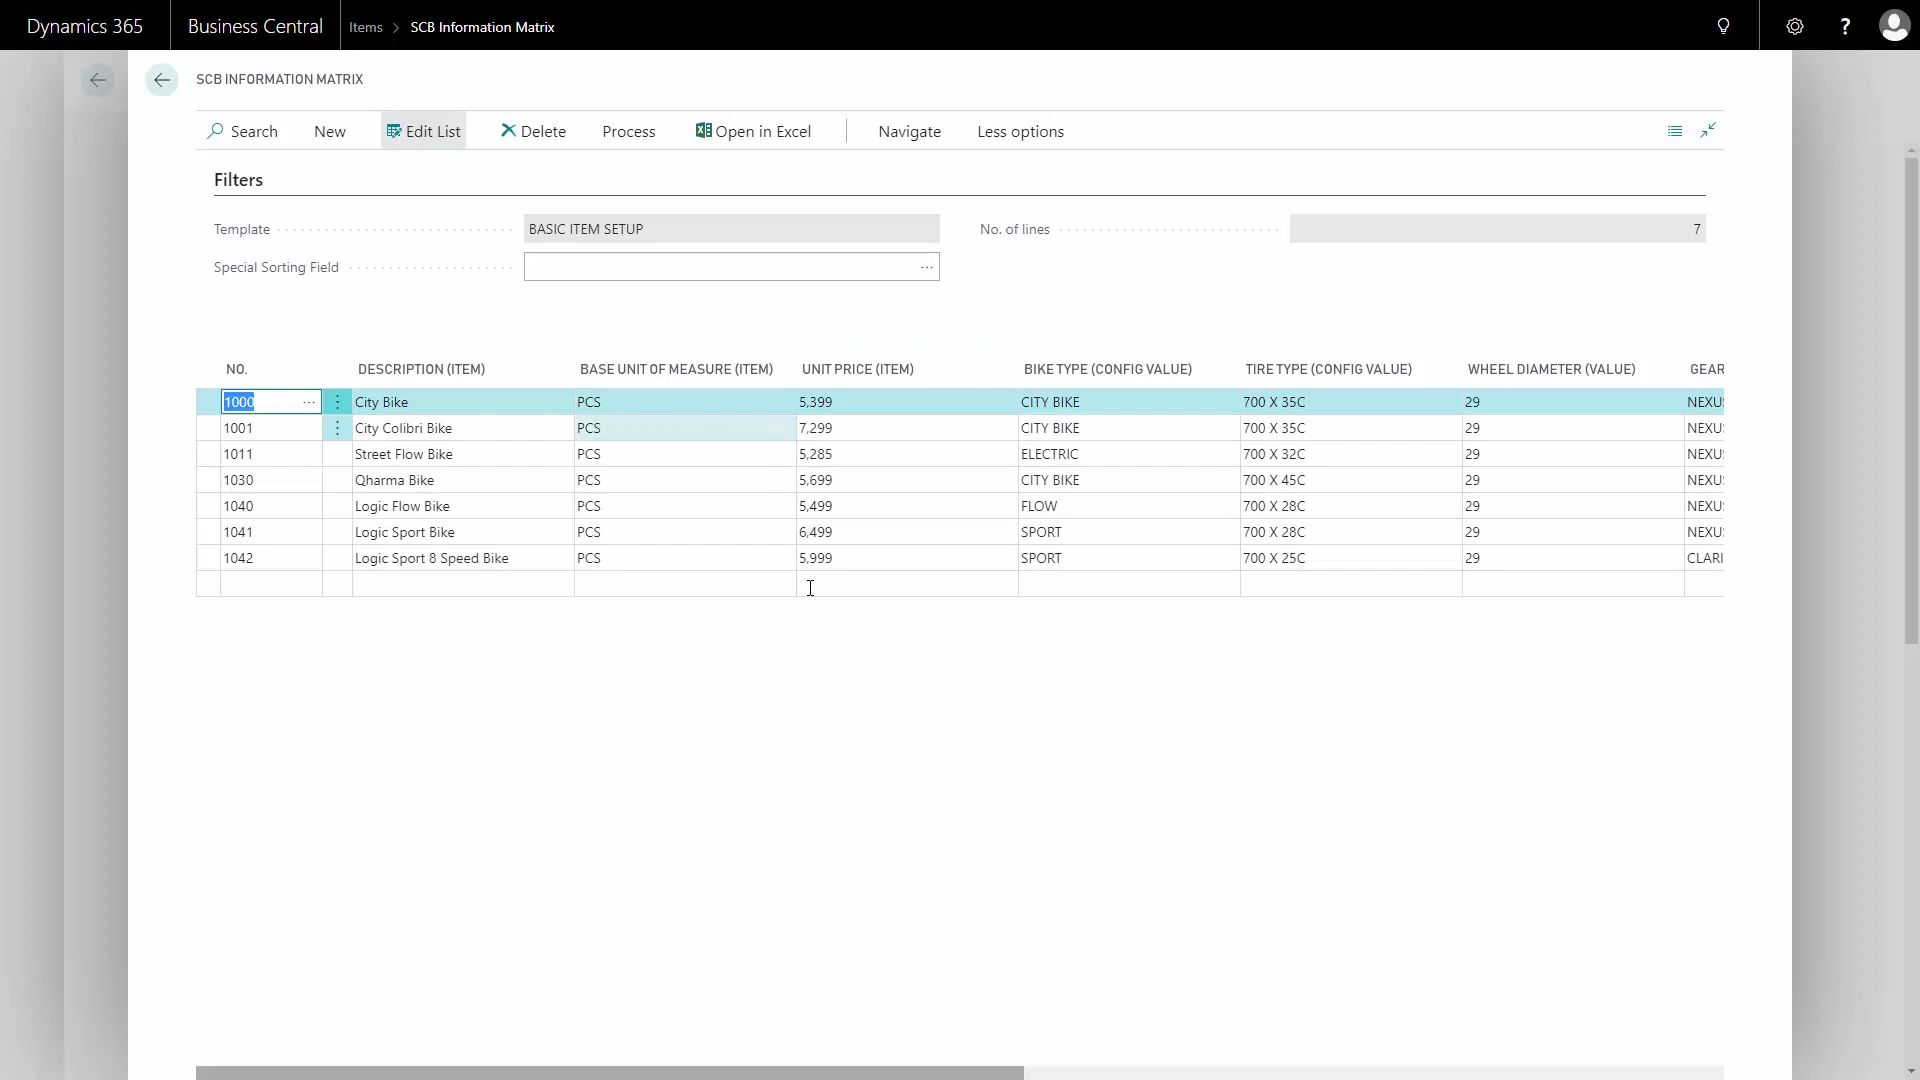 Dynamics 365 Business Central Items > SCB Information Matrix ?
SCB INFORMATION MATRIX
Search New Edit List Delete Process Open in Excel Navigate Less options
Filters
Template BASIC ITEM SETUP No. of lines 7
Special Sorting Field ...
NO. DESCRIPTION (ITEM) BASE UNIT OF MEASURE (ITEM) UNIT PRICE (ITEM) BIKE TYPE (CONFIG VALUE) TIRE TYPE (CONFIG VALUE) WHEEL DIAMETER (VALUE) GEAR
1000 ... City Bike PCS 5,399 CITY BIKE 700 X 35C 29 NEXU
1001 City Colibri Bike PCS 7,299 CITY BIKE 700 X 35C 29 NEXU
1011 Street Flow Bike PCS 5,285 ELECTRIC 700 X 32C 29 NEXU
1030 Qharma Bike PCS 5,699 CITY BIKE 700 X 45C 29 NEXU
1040 Logic Flow Bike PCS 5,499 FLOW 700 X 28C 29 NEXU
1041 Logic Sport Bike PCS 6,499 SPORT 700 X 28C 29 NEXU
1042 Logic Sport 8 Speed Bike PCS 5,999 SPORT 700 X 25C 29 CLARI